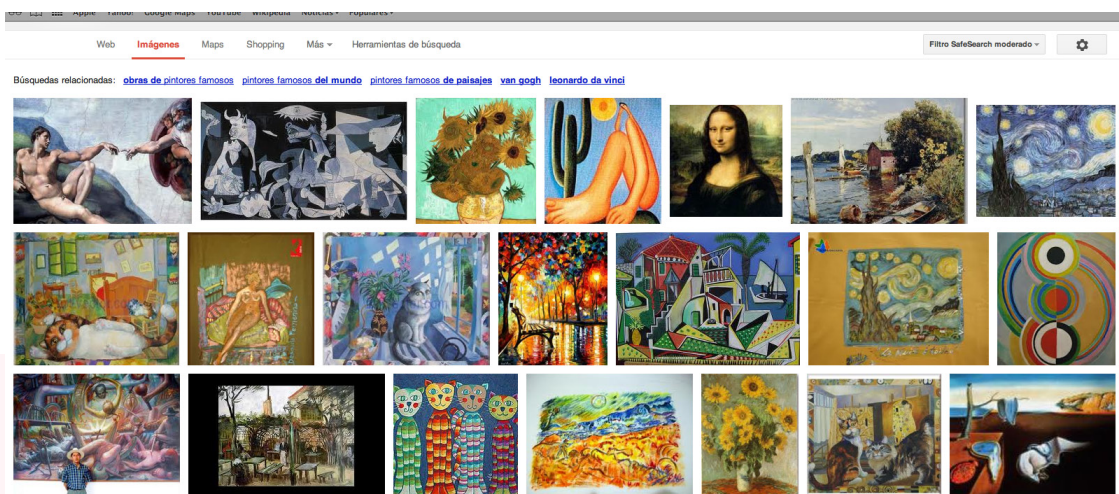 Apple Yahoo! Google Maps YouTube Wikipedia Noticias Populares
Web Imágenes Maps Shopping Más Herramientas de búsqueda Filtro SafeSearch moderado
Búsquedas relacionadas: obras de pintores famosos pintores famosos del mundo pintores famosos de paisajes van gogh leonardo da vinci